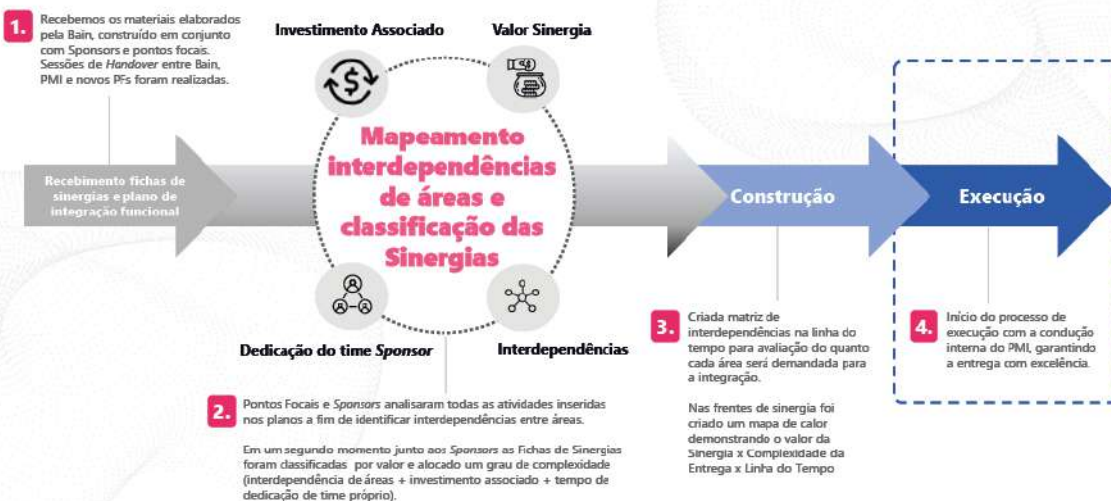 1.
Recebemos os materiais elaborados
pela Bain, construído em conjunto
com Sponsors e pontos focais.
Sessões de Handover entre Bain,
PMI e novos PFs foram realizadas.
Investimento Associado
Valor Sinergia
Recebimento fichas de
sinergias e plano de
integração funcional
Mapeamento
interdependências
de áreas e
classificação das
Sinergias
Construção
Execução
Dedicação do time Sponsor
Interdependências
2.
Pontos Focais e Sponsors analisaram todas as atividades inseridas
nos planos a fim de identificar interdependências entre áreas.
Em um segundo momento junto aos Sponsors as Fichas de Sinergias
foram classificadas por valor e alocado um grau de complexidade
(interdependência de áreas + investimento associado + tempo de
dedicação de time próprio).
3.
Criada matriz de
interdependências na linha do
tempo para avaliação do quanto
cada área será demandada para
a integração.
Nas frentes de sinergia foi
criado um mapa de calor
demonstrando o valor da
Sinergia x Complexidade da
Entrega x Linha do Tempo
4.
Início do processo de
execução com a condução
interna do PMI, garantindo
a entrega com excelência.